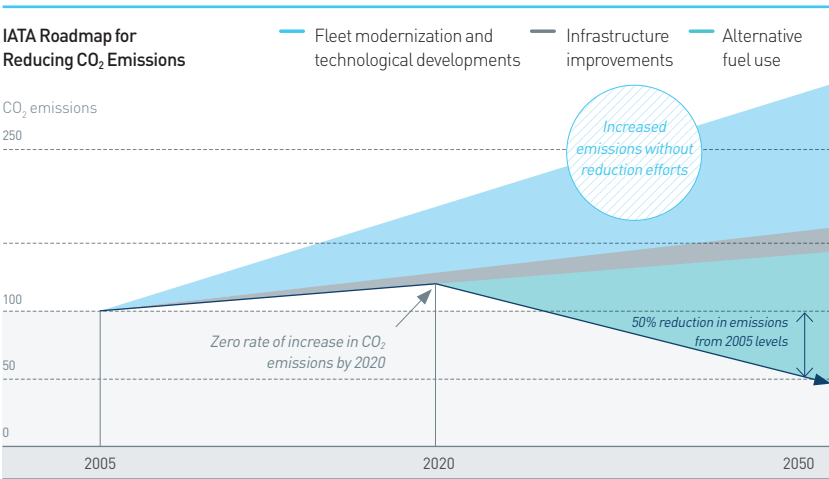 IATA Roadmap for
Reducing CO₂ Emissions
Fleet modernization and
technological developments
Infrastructure
improvements
Alternative
fuel use
CO₂ emissions
250
Increased
emissions without
reduction efforts
100
50% reduction in emissions
from 2005 levels
Zero rate of increase in CO₂
emissions by 2020
50
0
2005
2020
2050